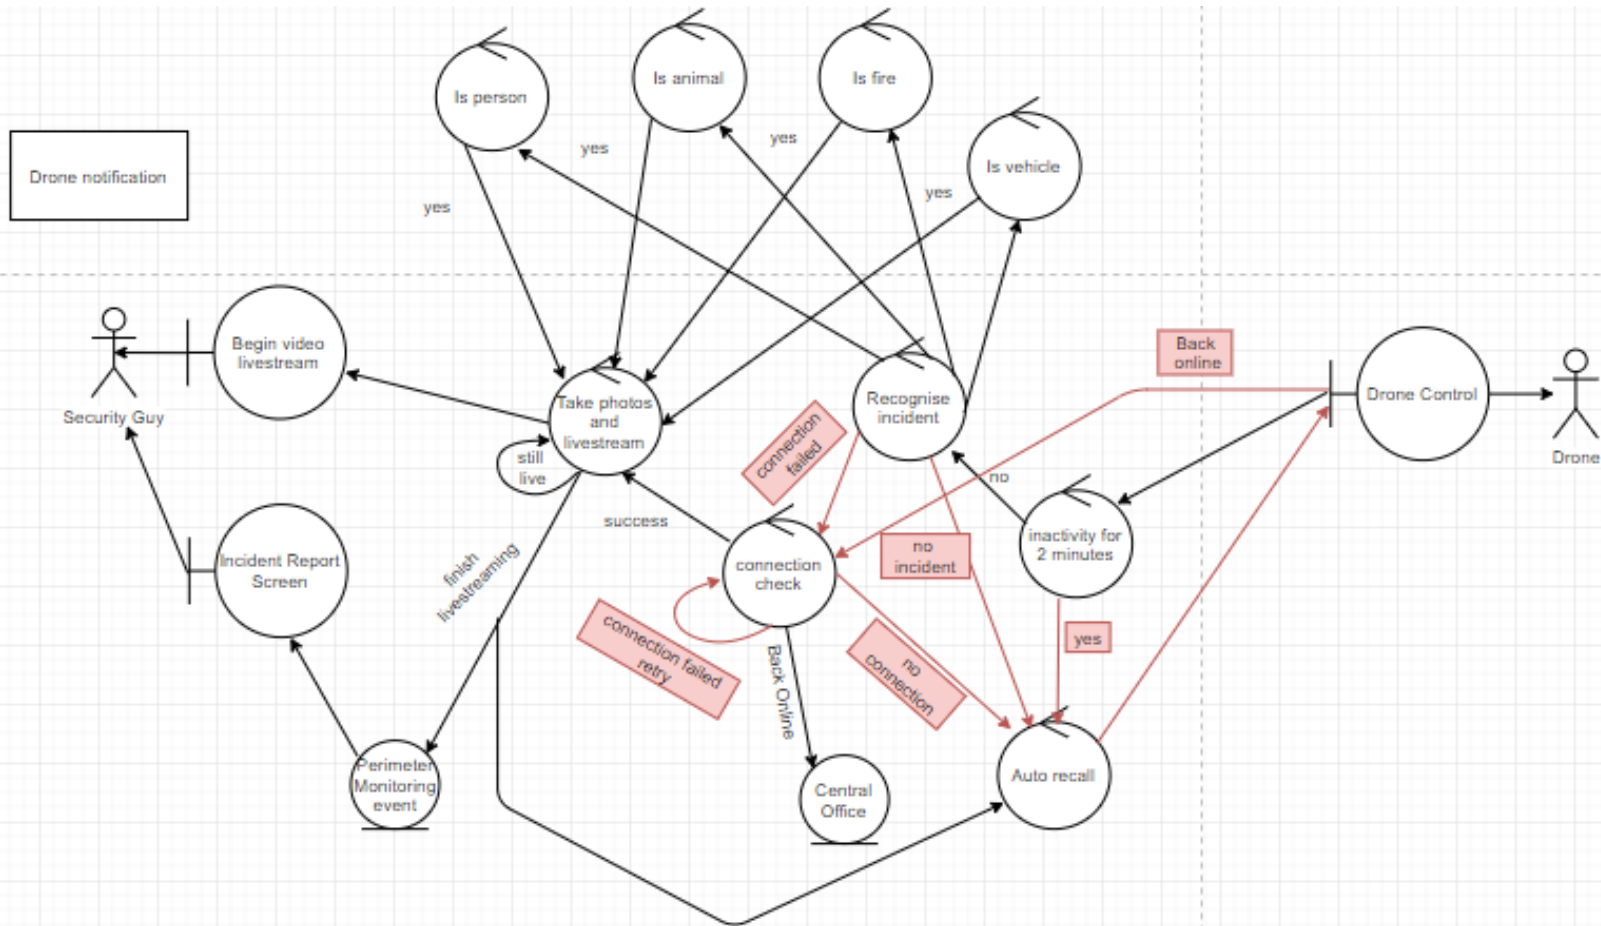 Is person
Is animal
Is fire
Is vehicle
Drone notification
yes
yes
yes
yes
Begin video
livestream
Security Guy
Take photos
and
livestream
still
live
Recognise
incident
Back
online
Drone Control
Drone
connection
failed
no
success
connection
check
no
incident
inactivity for
2 minutes
Incident Report
Screen
finish
livestreaming
connection failed
retry
Back Online
no
connection
yes
Perimeter
Monitoring
event
Central
Office
Auto recall